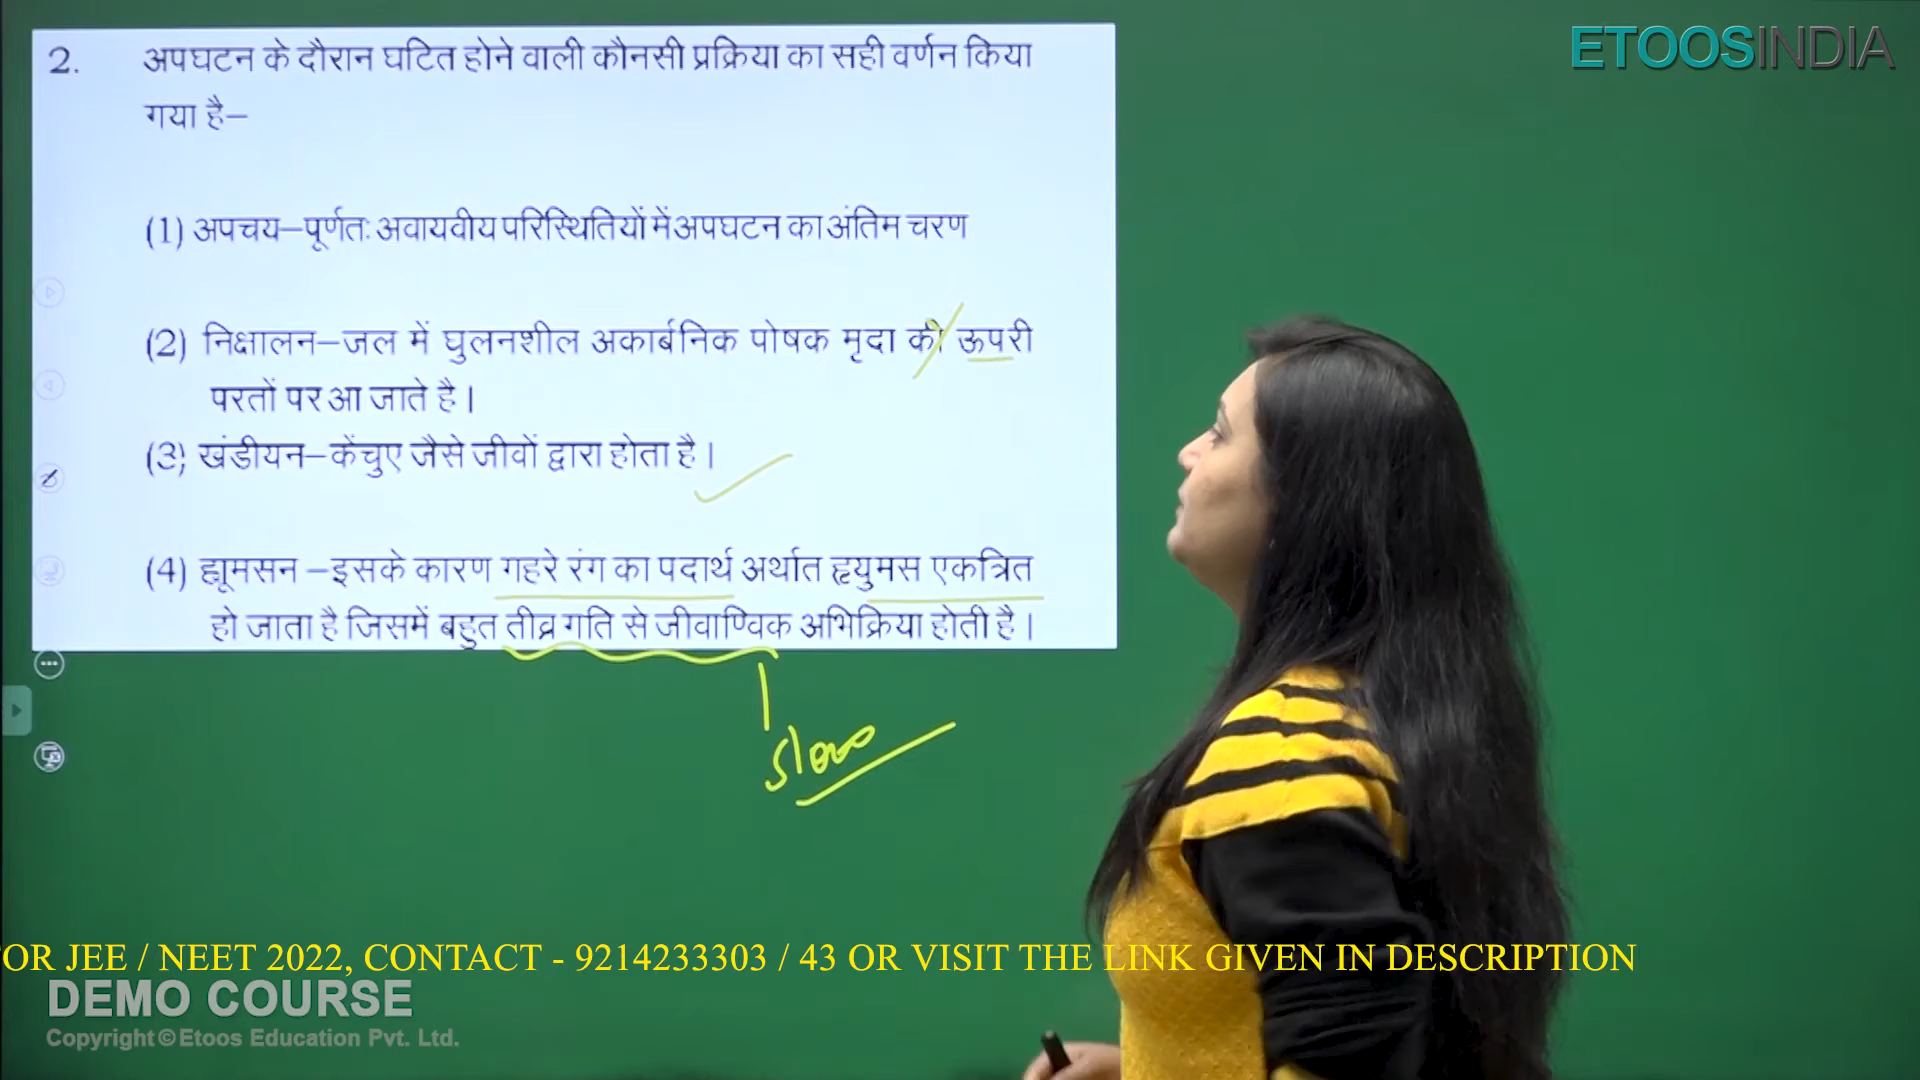 ETOOSINDIA
2. अपघटन के दौरान घटित होने वाली कौनसी प्रक्रिया का सही वर्णन किया
गया है–
(1) अपचय–पूर्णतः अवायवीय परिस्थितियों में अपघटन का अंतिम चरण
(2) निक्षालन–जल में घुलनशील अकार्बनिक पोषक मृदा की ऊपरी
परतों पर आ जाते है।
(3) खंडीयन–केंचुए जैसे जीवों द्वारा होता है।
(4) ह्यूमसन –इसके कारण गहरे रंग का पदार्थ अर्थात हृयुमस एकत्रित
हो जाता है जिसमें बहुत तीव्र गति से जीवाण्विक अभिक्रिया होती है।
slow
OR JEE / NEET 2022, CONTACT - 9214233303 / 43 OR VISIT THE LINK GIVEN IN DESCRIPTION
DEMO COURSE
Copyright © Etoos Education Pvt. Ltd.